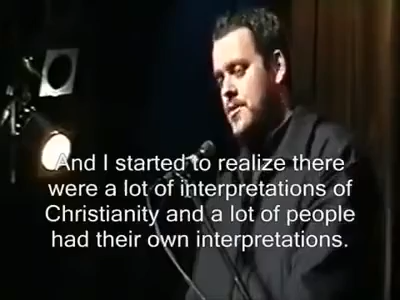 And I started to realize there
were a lot of interpretations of
Christianity and a lot of people
had their own interpretations.